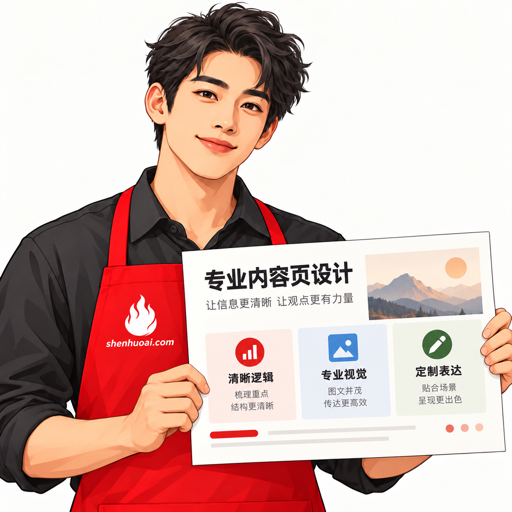 专业内容页设计
让信息更清晰 让观点更有力量
shenhuoai.com
清晰逻辑
梳理重点
结构更清晰
专业视觉
图文并茂
传达更高效
定制表达
贴合场景
呈现更出色